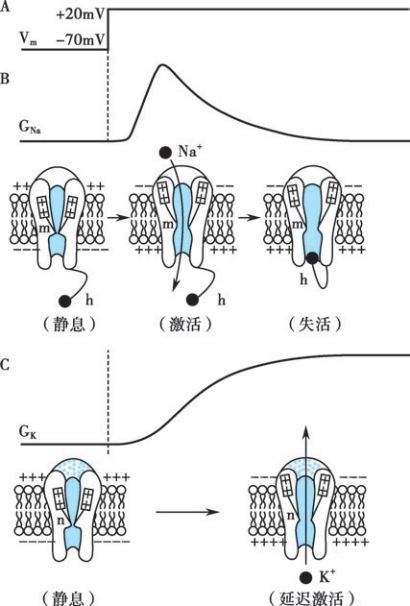 A
+20mV
Vm
−70mV
B
GNa
++ ++
−−−− −−−−
−−− −−−
Na⁺
m
m
m
−−−− −−−−
++++ ++++
+++ +++
h
h
h
（静息）
（激活）
（失活）
C
GK
+++ +++
−−− −−−
n
n
−−−− −−−−
++++ ++++
K⁺
（静息）
（延迟激活）